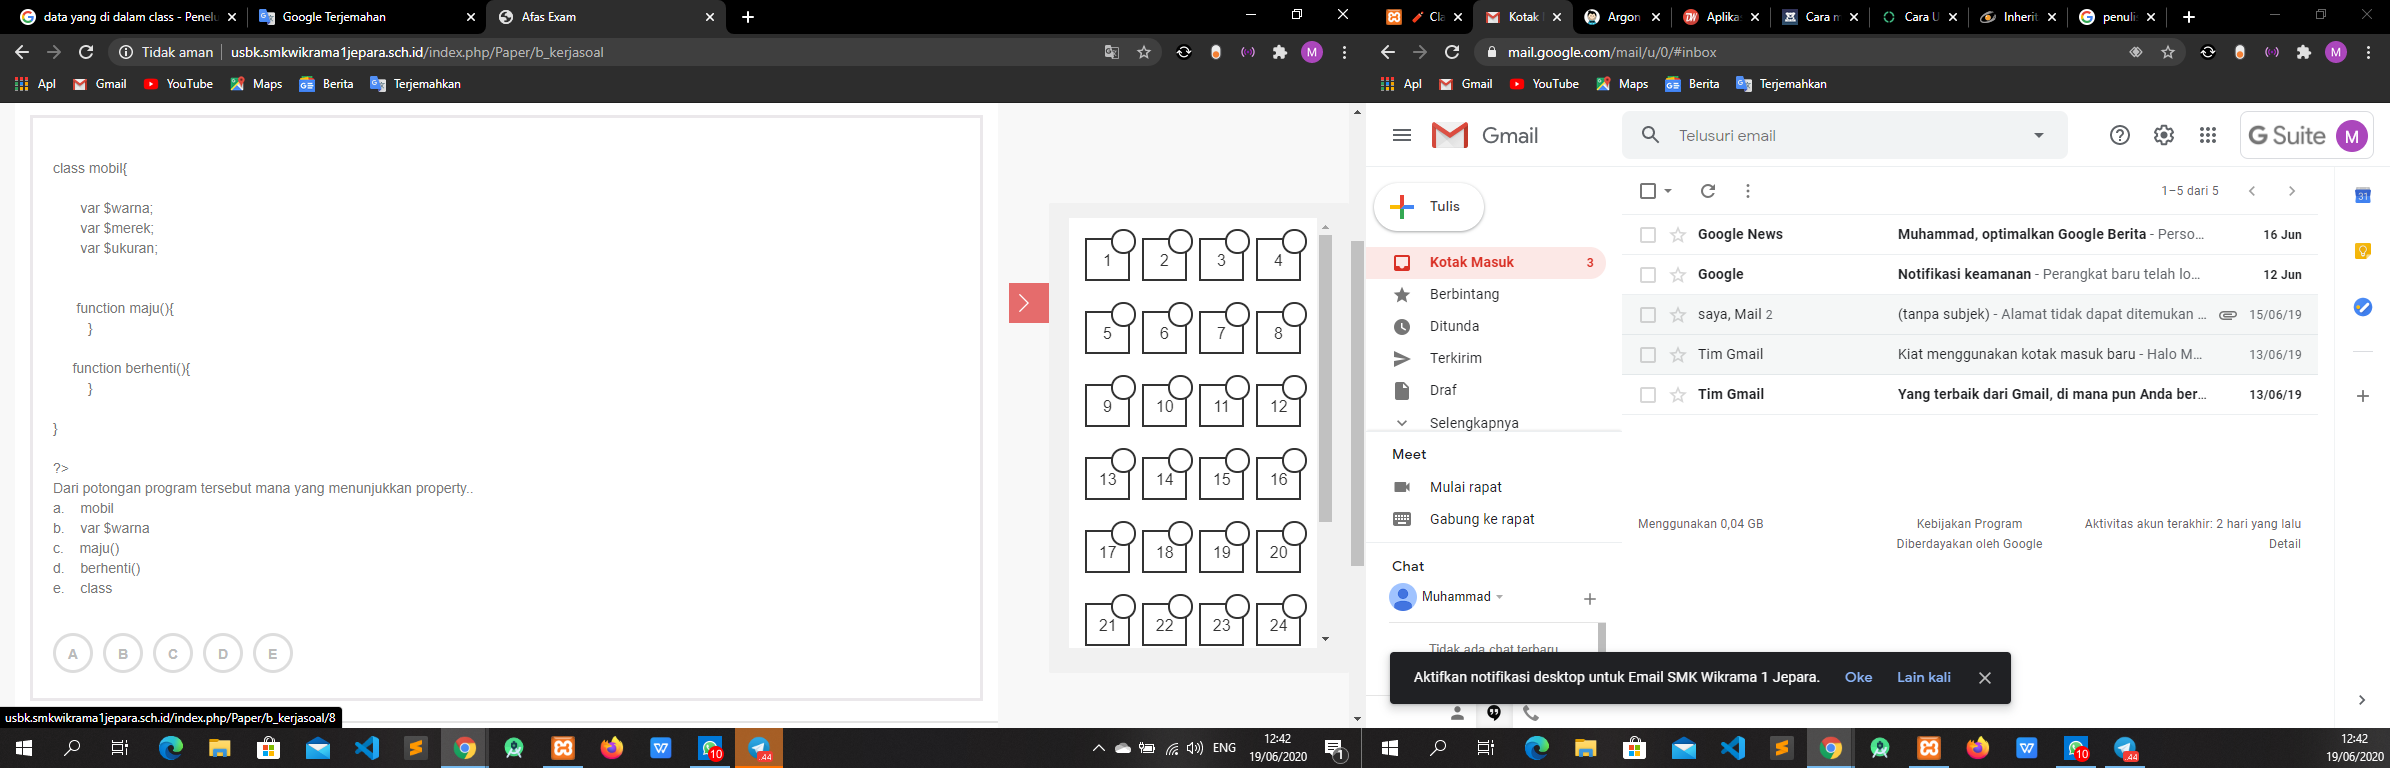 data yang di dalam class - Penel
Google Terjemahan
Afas Exam
Tidak aman
usbk.smkwikrama1jepara.sch.id/index.php/Paper/b_kerjasoal
M
Apl
Gmail
YouTube
Maps
Berita
Terjemahkan
class mobil{
var $warna;
var $merek;
var $ukuran;
function maju(){
}
function berhenti(){
}
}
?>
Dari potongan program tersebut mana yang menunjukkan property..
a. mobil
b. var $warna
c. maju()
d. berhenti()
e. class
A B C D E
1 2 3 4
5 6 7 8
9 10 11 12
13 14 15 16
17 18 19 20
21 22 23 24
usbk.smkwikrama1jepara.sch.id/index.php/Paper/b_kerjasoal/8
10
44
ENG
12:42
19/06/2020
1
Cla
Kotak
Argon
Aplika
Cara m
Cara U
Inherit
penuli
mail.google.com/mail/u/0/#inbox
M
Apl
Gmail
YouTube
Maps
Berita
Terjemahkan
Gmail
Telusuri email
G Suite
M
Tulis
1–5 dari 5
31
Kotak Masuk 3
Berbintang
Ditunda
Terkirim
Draf
Selengkapnya
Google News Muhammad, optimalkan Google Berita - Perso... 16 Jun
Google Notifikasi keamanan - Perangkat baru telah lo... 12 Jun
saya, Mail 2 (tanpa subjek) - Alamat tidak dapat ditemukan ... 15/06/19
Tim Gmail Kiat menggunakan kotak masuk baru - Halo M... 13/06/19
Tim Gmail Yang terbaik dari Gmail, di mana pun Anda ber... 13/06/19
Meet
Mulai rapat
Gabung ke rapat
Chat
Muhammad
Tidak ada chat terbaru
Menggunakan 0,04 GB
Kebijakan Program
Diberdayakan oleh Google
Aktivitas akun terakhir: 2 hari yang lalu
Detail
Aktifkan notifikasi desktop untuk Email SMK Wikrama 1 Jepara. Oke Lain kali
10
44
12:42
19/06/2020